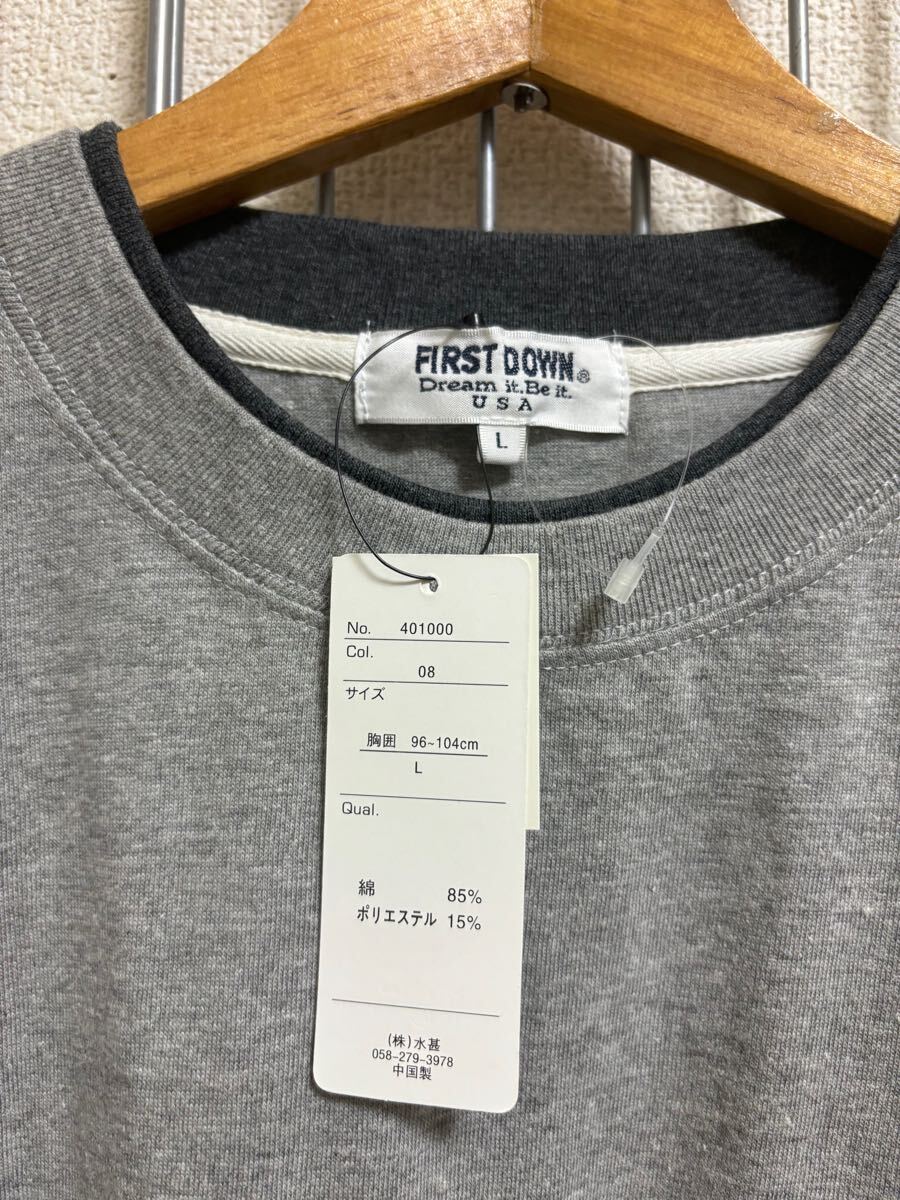 FIRST DOWN®
Dream it. Be it.
USA
L
No. 401000
Col.
08
サイズ
胸囲 96~104cm
L
Qual.
綿 85%
ポリエステル 15%
(株)水甚
058-279-3978
中国製